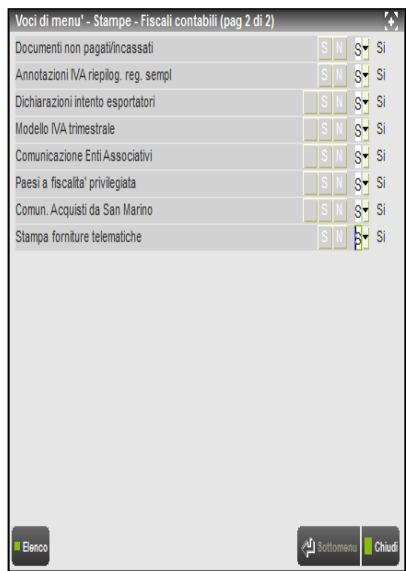 Voci di menu' - Stampe - Fiscali contabili (pag 2 di 2)
Documenti non pagati/incassati S N S Si
Annotazioni IVA riepilog. reg. sempl S N S Si
Dichiarazioni intento esportatori S N S Si
Modello IVA trimestrale S N S Si
Comunicazione Enti Associativi S N S Si
Paesi a fiscalita' privilegiata S N S Si
Comun. Acquisti da San Marino S N S Si
Stampa forniture telematiche S N S Si
Elenco Sottomenu Chiudi